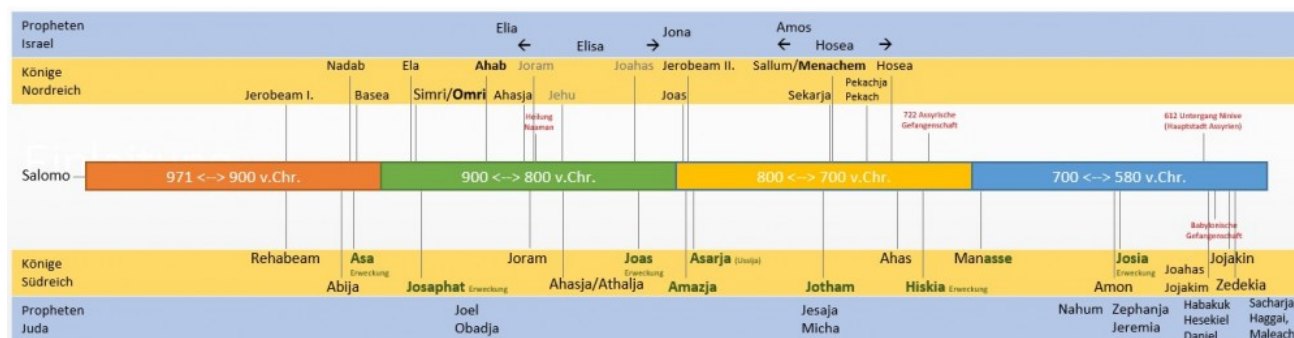 Propheten
Israel
Elia
Elisa
Jona
Amos
Hosea
← → ← →
Könige
Nordreich
Nadab Ela Ahab Joram Joahas Jerobeam II. Sallum/Menachem Hosea
Pekachja
Jerobeam I. Basea Simri/Omri Ahasja Jehu Joas Sekarja Pekach
Heilung
Naaman
722 Assyrische
Gefangenschaft
612 Untergang Ninive
(Hauptstadt Assyrien)
Salomo 971 <--> 900 v.Chr. 900 <--> 800 v.Chr. 800 <--> 700 v.Chr. 700 <--> 580 v.Chr.
Babylonische
Gefangenschaft
Könige
Südreich
Rehabeam Asa Joram Joas Asarja (Ussija) Ahas Manasse Josia Jojakin
Erweckung Erweckung Erweckung
Joahas
Abija Josaphat Erweckung Ahasja/Athalja Amazja Jotham Hiskia Erweckung Amon Jojakim Zedekia
Propheten
Juda
Joel
Obadja
Jesaja
Micha
Nahum
Zephanja
Jeremia
Habakuk
Hesekiel
Daniel
Sacharja
Haggai,
Maleach